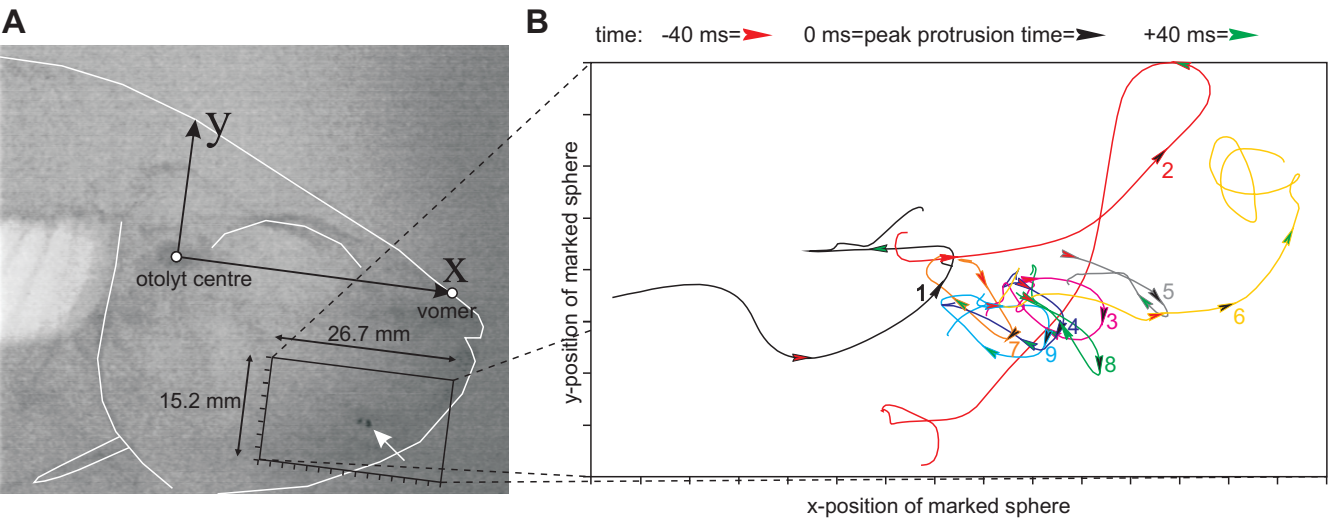 A
y
x
otolyt centre
vomer
26.7 mm
15.2 mm
B
time: -40 ms= 0 ms=peak protrusion time= +40 ms=
y-position of marked sphere
1
2
3
4
5
6
7
8
9
x-position of marked sphere